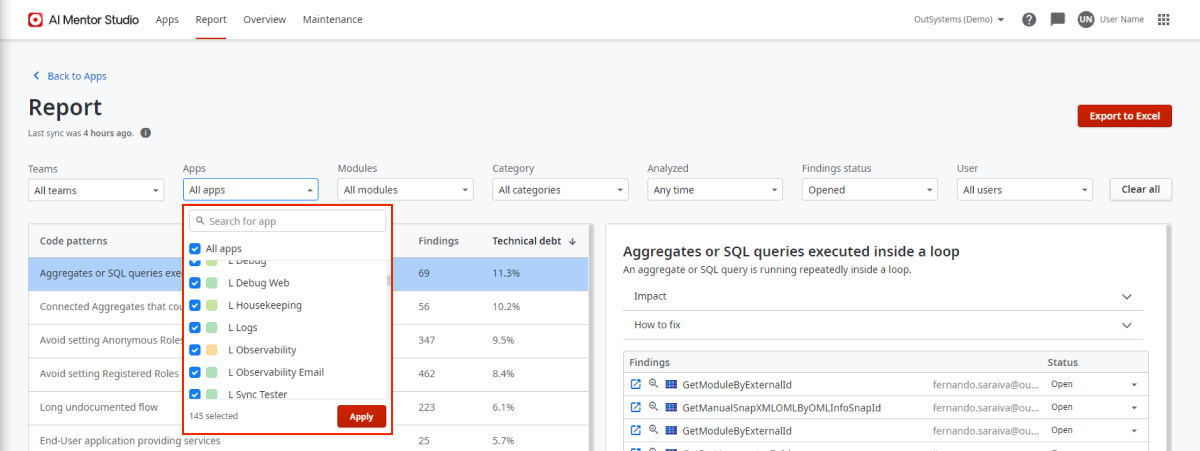 AI Mentor Studio Apps Report Overview Maintenance OutSystems (Demo) ? UN User Name
Back to Apps
Report
Last sync was 4 hours ago.
Export to Excel
Teams Apps Modules Category Analyzed Findings status User
All teams All apps All modules All categories Any time Opened All users Clear all
Search for app
All apps
L Debug
L Debug Web
L Housekeeping
L Logs
L Observability
L Observability Email
L Sync Tester
145 selected Apply
Code patterns Findings Technical debt
Aggregates or SQL queries exe 69 11.3%
Connected Aggregates that cou 56 10.2%
Avoid setting Anonymous Roles 347 9.5%
Avoid setting Registered Roles 462 8.4%
Long undocumented flow 223 6.1%
End-User application providing services 25 5.7%
Aggregates or SQL queries executed inside a loop
An aggregate or SQL query is running repeatedly inside a loop.
Impact
How to fix
Findings Status
GetModuleByExternalId fernando.saraiva@ou... Open
GetManualSnapXMLOMLByOMLInfoSnapId fernando.saraiva@ou... Open
GetModuleByExternalId fernando.saraiva@ou... Open